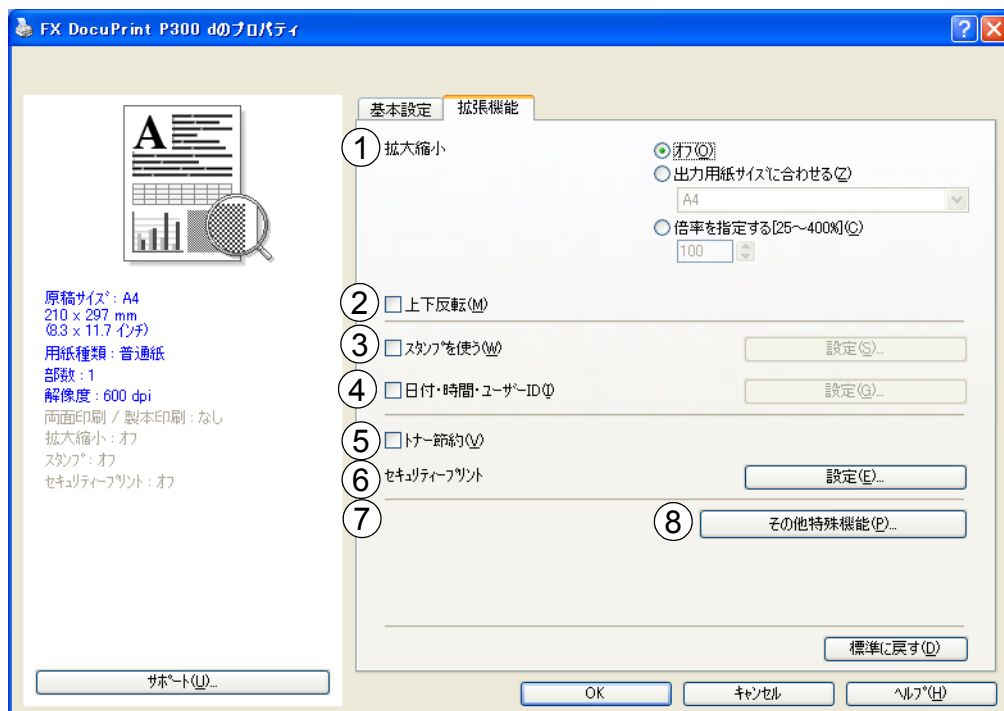 FX DocuPrint P300 dのプロパティ
基本設定
拡張機能
① 拡大縮小
オフ(O)
出力用紙サイズに合わせる(Z)
A4
倍率を指定する[25～400%](C)
100
② 上下反転(M)
③ スタンプを使う(W)
設定(S)...
④ 日付・時間・ユーザーID(I)
設定(G)...
⑤ トナー節約(V)
⑥ セキュリティープリント
設定(E)...
⑦
⑧ その他特殊機能(P)...
標準に戻す(D)
A
原稿サイズ：A4
210 x 297 mm
(8.3 x 11.7 インチ)
用紙種類：普通紙
部数：1
解像度：600 dpi
両面印刷 / 製本印刷：なし
拡大縮小：オフ
スタンプ：オフ
セキュリティープリント：オフ
サポート(U)...
OK
キャンセル
ヘルプ(H)